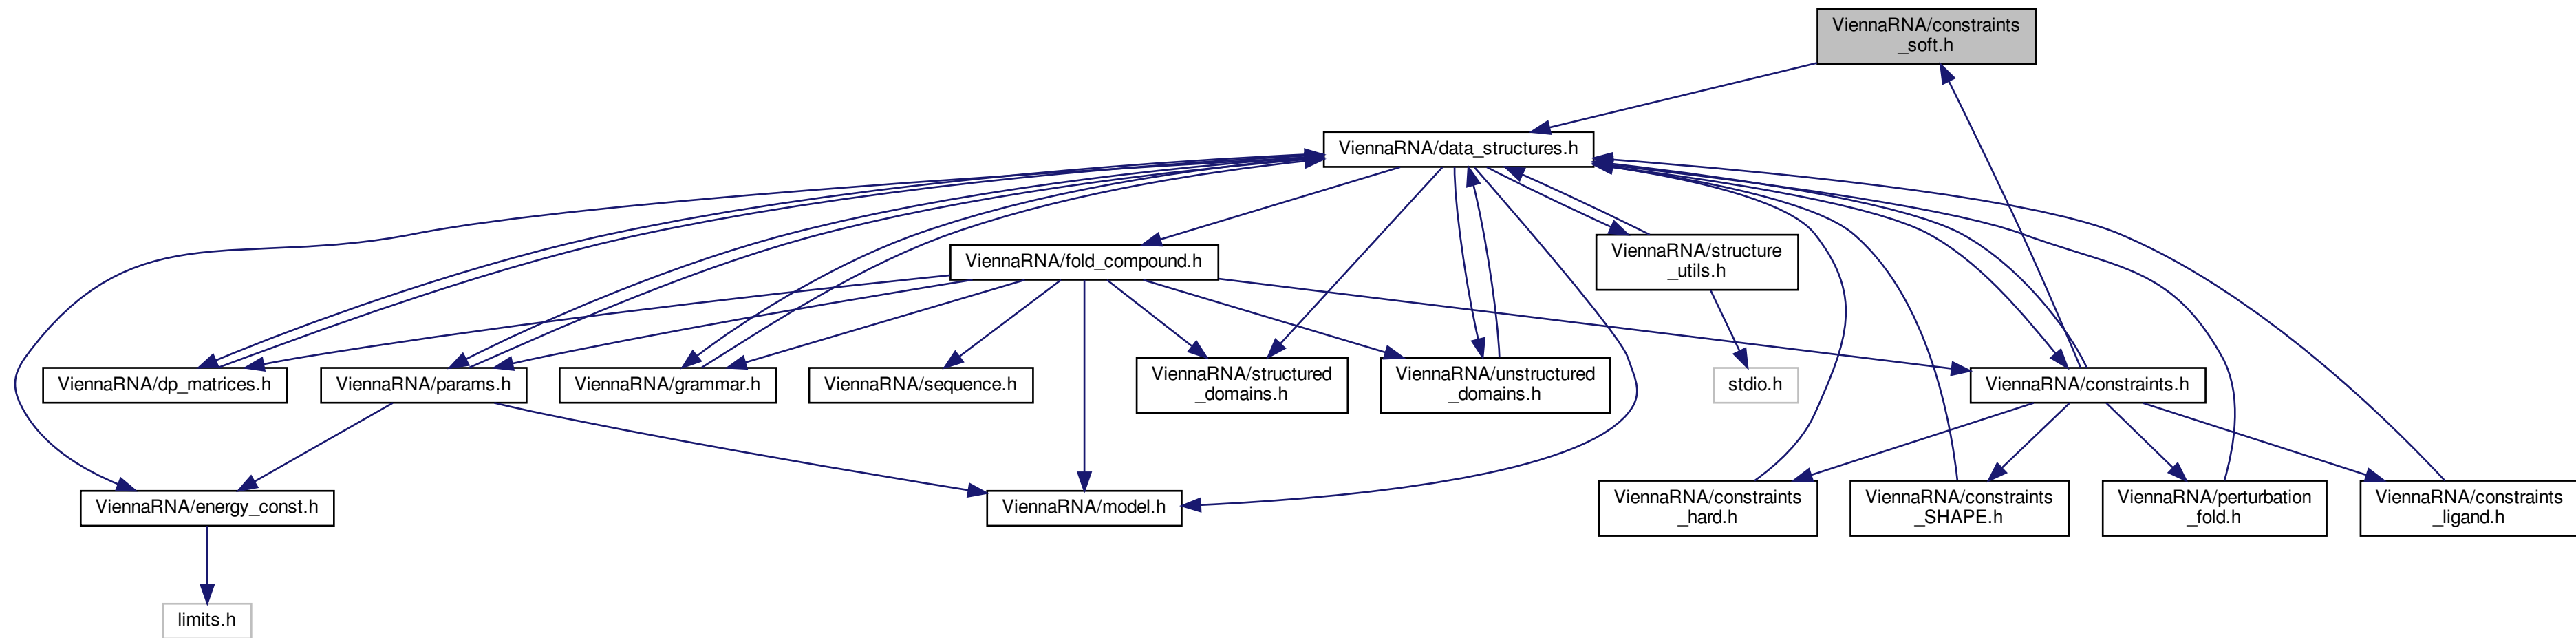 ViennaRNA/constraints
_soft.h
ViennaRNA/data_structures.h
ViennaRNA/fold_compound.h
ViennaRNA/structure
_utils.h
ViennaRNA/dp_matrices.h
ViennaRNA/params.h
ViennaRNA/grammar.h
ViennaRNA/sequence.h
ViennaRNA/structured
_domains.h
ViennaRNA/unstructured
_domains.h
stdio.h
ViennaRNA/constraints.h
ViennaRNA/energy_const.h
ViennaRNA/model.h
ViennaRNA/constraints
_hard.h
ViennaRNA/constraints
_SHAPE.h
ViennaRNA/perturbation
_fold.h
ViennaRNA/constraints
_ligand.h
limits.h